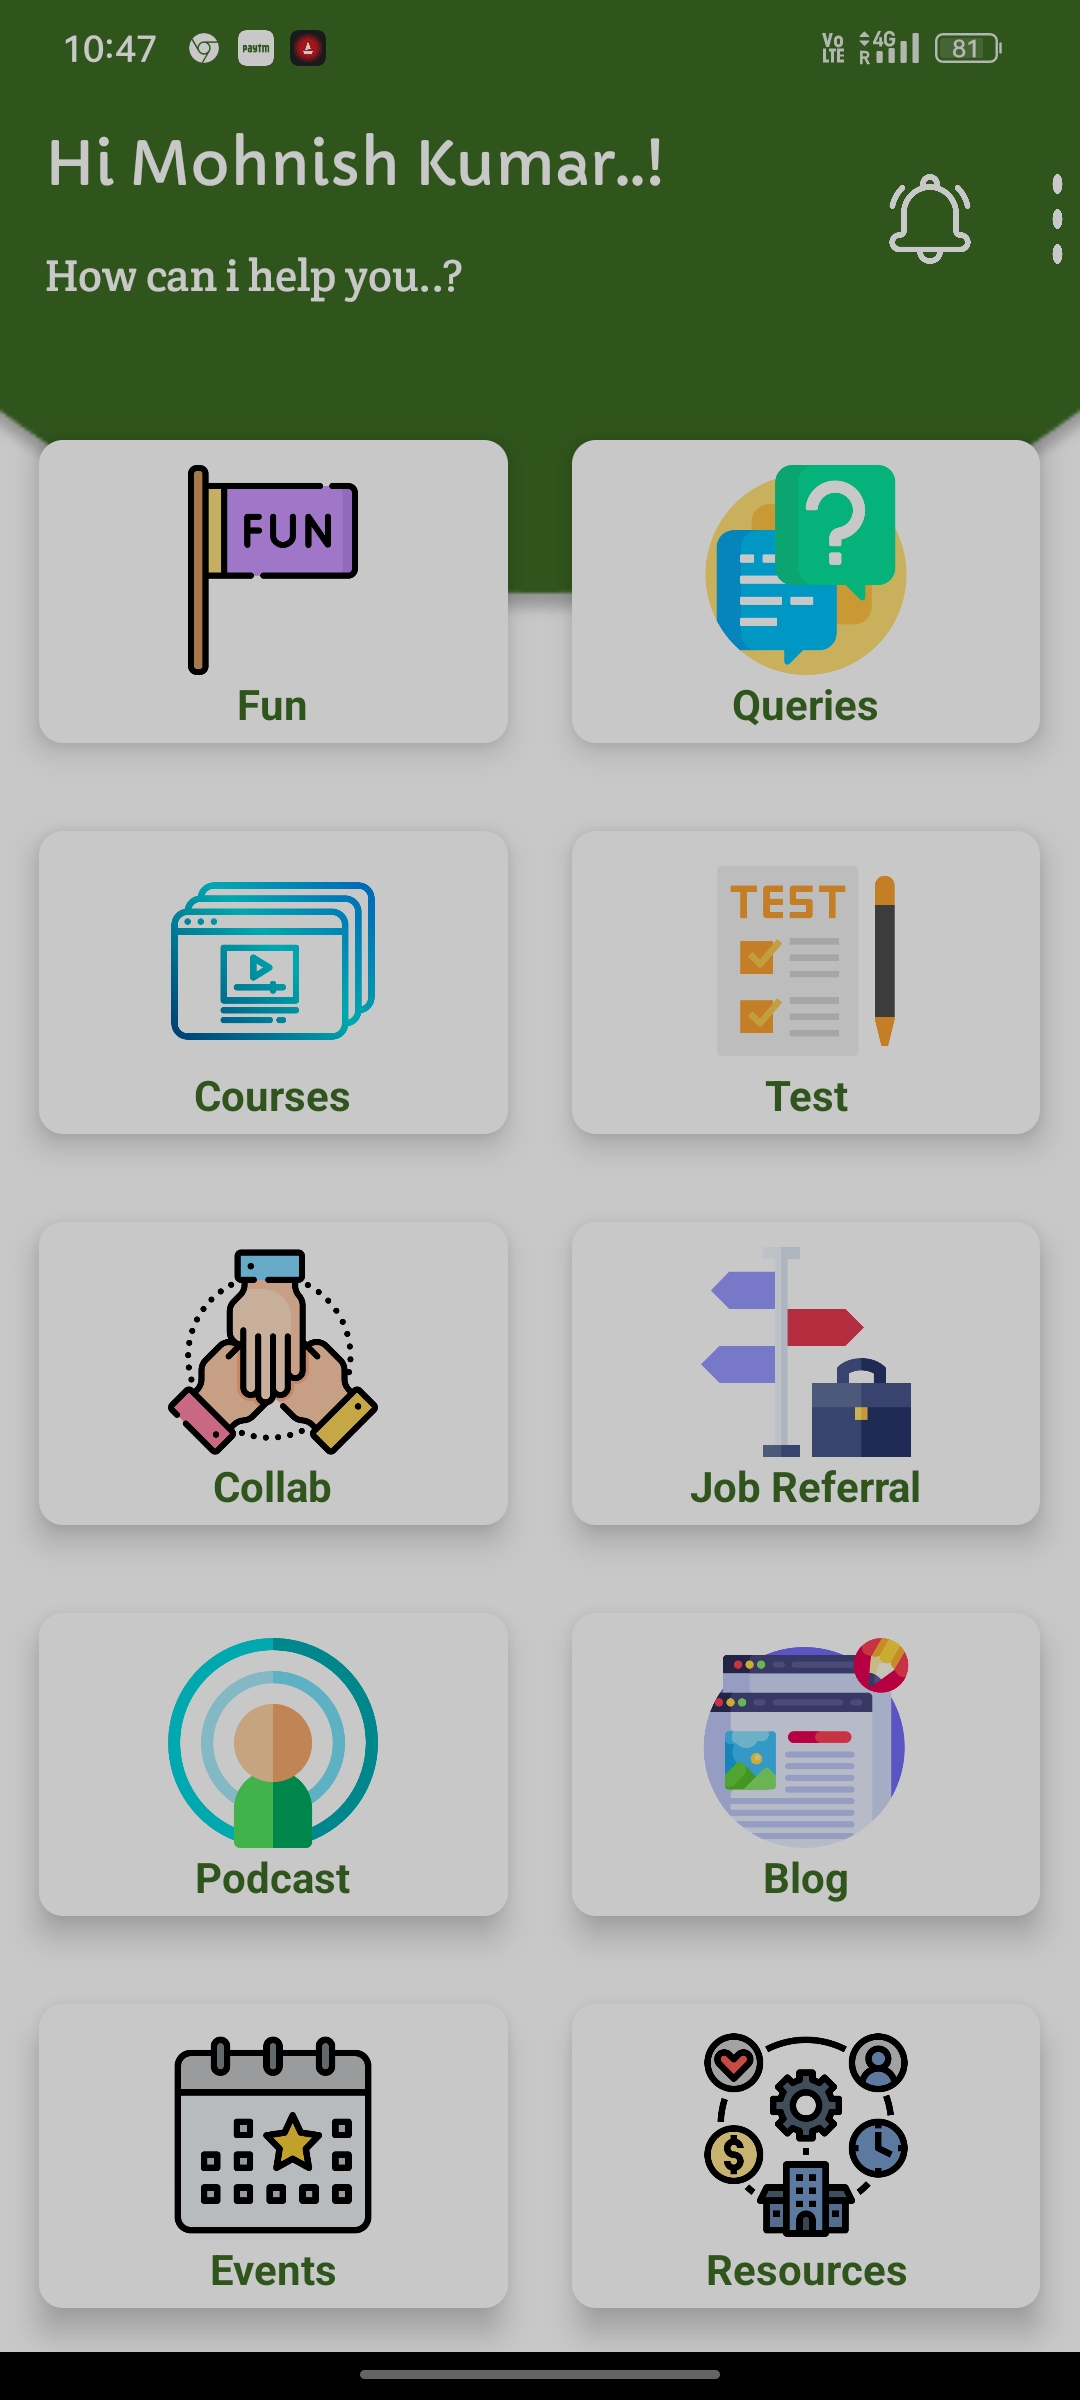 10:47 paytm Vo LTE 4G R 81
Hi Mohnish Kumar..!
How can i help you..?
FUN
Fun
?
Queries
Courses
TEST
Test
Collab
Job Referral
Podcast
Blog
Events
$
Resources